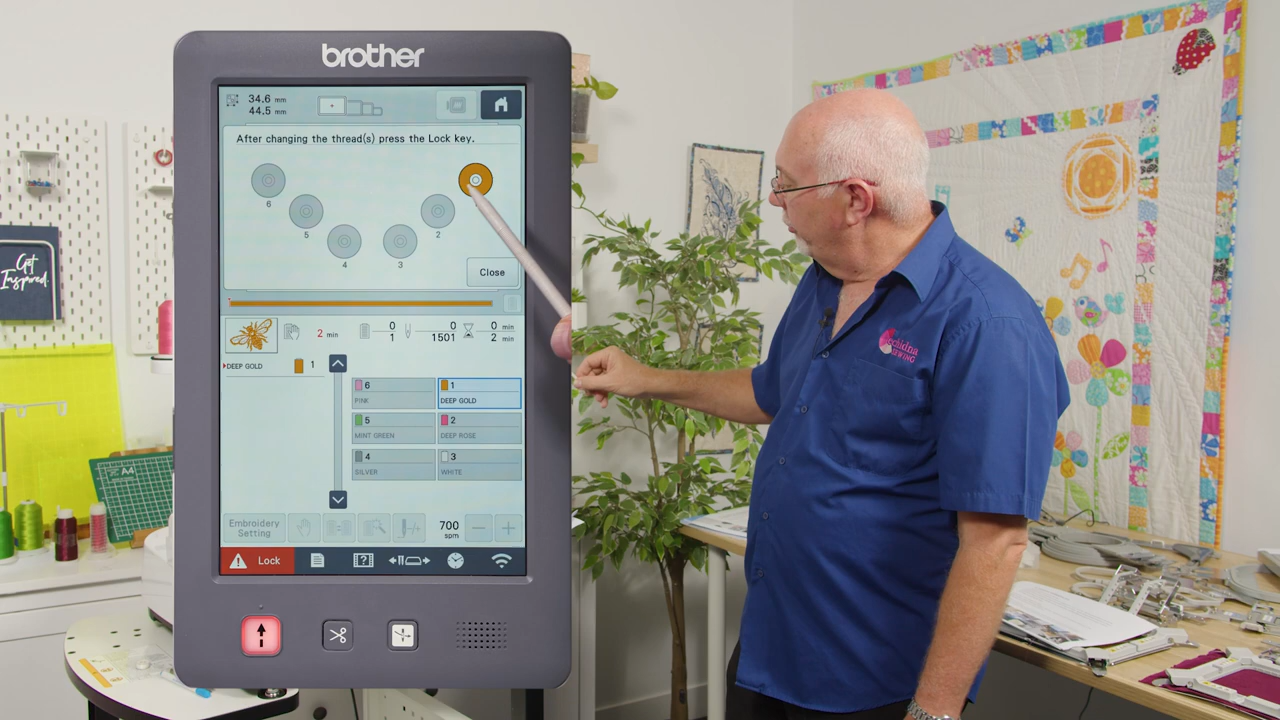 brother
34.6 mm
44.5 mm
After changing the thread(s) press the Lock key.
6
5
2
4
3
Close
2 min
0
1
0
1501
0 min
2 min
DEEP GOLD
1
6
PINK
1
DEEP GOLD
5
MINT GREEN
2
DEEP ROSE
4
SILVER
3
WHITE
Embroidery
Setting
700
spm
Lock
Get
Inspired.
A4
echidna
SEWING